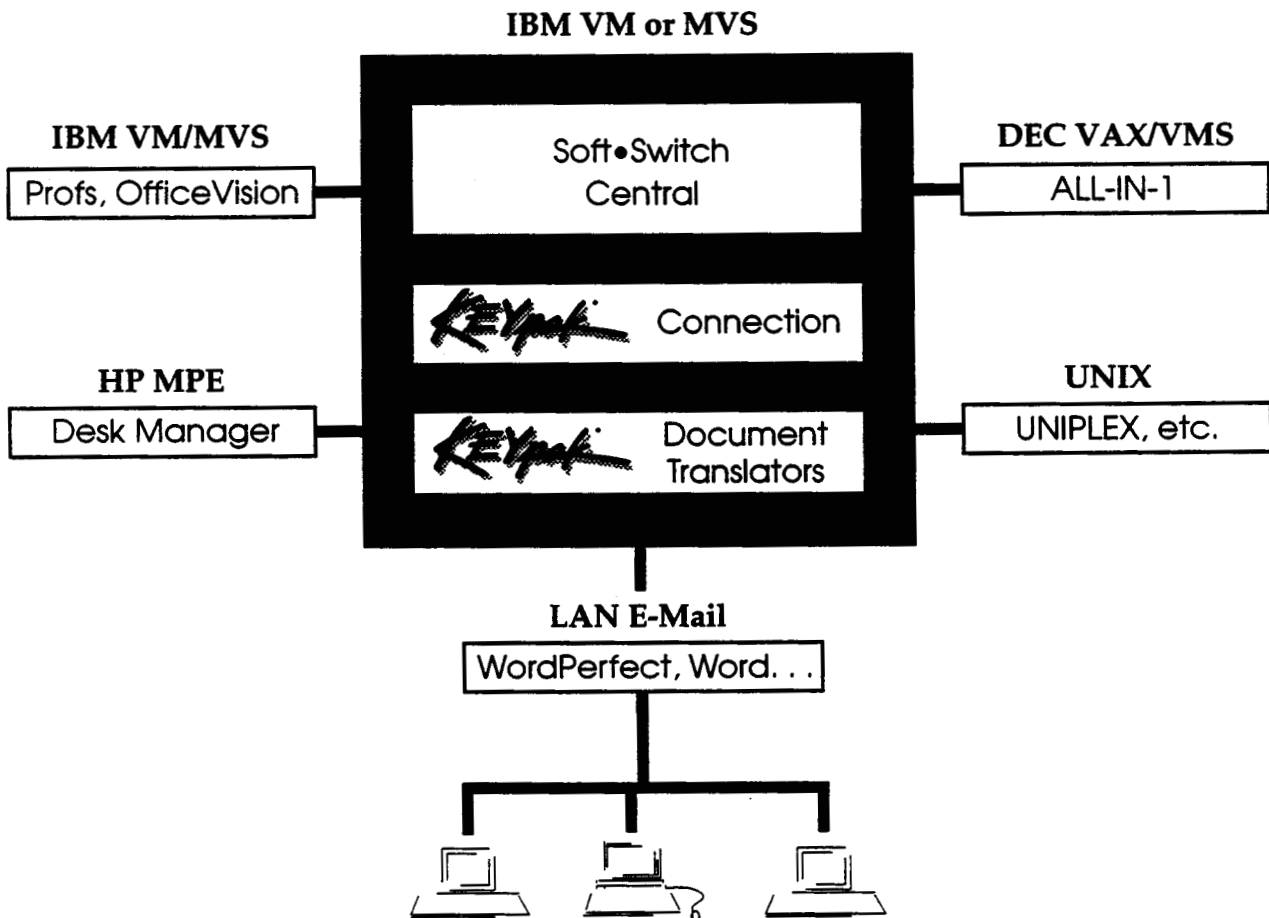 IBM VM or MVS
IBM VM/MVS
Profs, OfficeVision
Soft•Switch
Central
DEC VAX/VMS
ALL-IN-1
KEYpak Connection
HP MPE
Desk Manager
KEYpak Document
Translators
UNIX
UNIPLEX, etc.
LAN E-Mail
WordPerfect, Word. . .